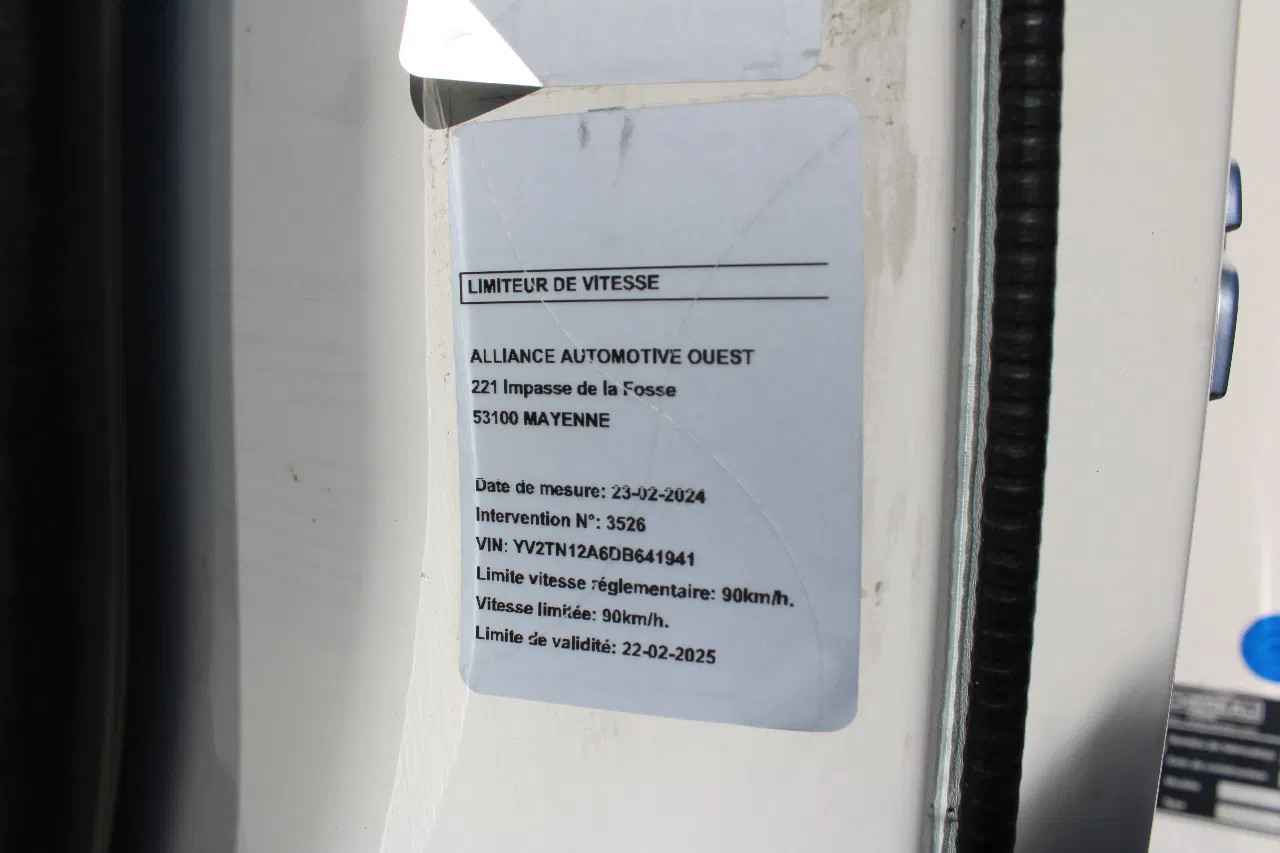 LIMITEUR DE VITESSE
ALLIANCE AUTOMOTIVE OUEST
221 Impasse de la Fosse
53100 MAYENNE
Date de mesure: 23-02-2024
Intervention N°: 3526
VIN: YV2TN12A6DB641941
Limite vitesse réglementaire: 90km/h.
Vitesse limitée: 90km/h.
Limite de validité: 22-02-2025